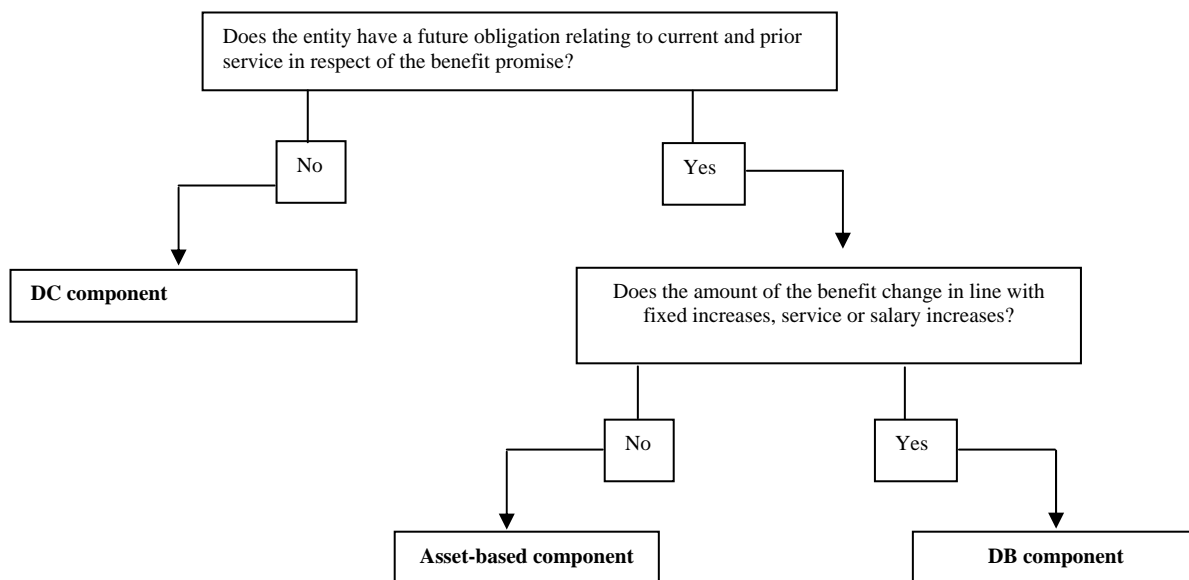 Does the entity have a future obligation relating to current and prior
service in respect of the benefit promise?
No
Yes
DC component
Does the amount of the benefit change in line with
fixed increases, service or salary increases?
No
Yes
Asset-based component
DB component